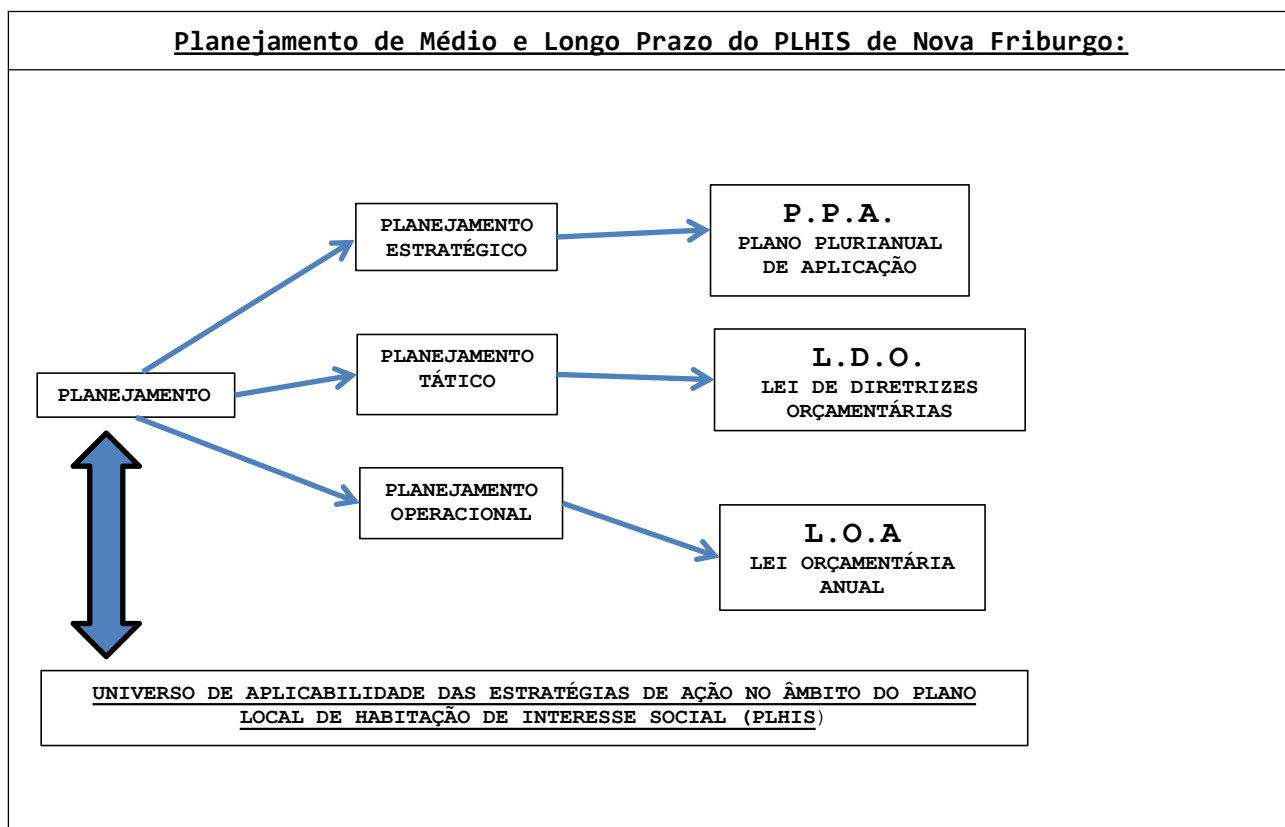 Planejamento de Médio e Longo Prazo do PLHIS de Nova Friburgo:
PLANEJAMENTO
ESTRATÉGICO
P.P.A.
PLANO PLURIANUAL
DE APLICAÇÃO
PLANEJAMENTO
PLANEJAMENTO
TÁTICO
L.D.O.
LEI DE DIRETRIZES
ORÇAMENTÁRIAS
PLANEJAMENTO
OPERACIONAL
L.O.A
LEI ORÇAMENTÁRIA
ANUAL
UNIVERSO DE APLICABILIDADE DAS ESTRATÉGIAS DE AÇÃO NO ÂMBITO DO PLANO
LOCAL DE HABITAÇÃO DE INTERESSE SOCIAL (PLHIS)